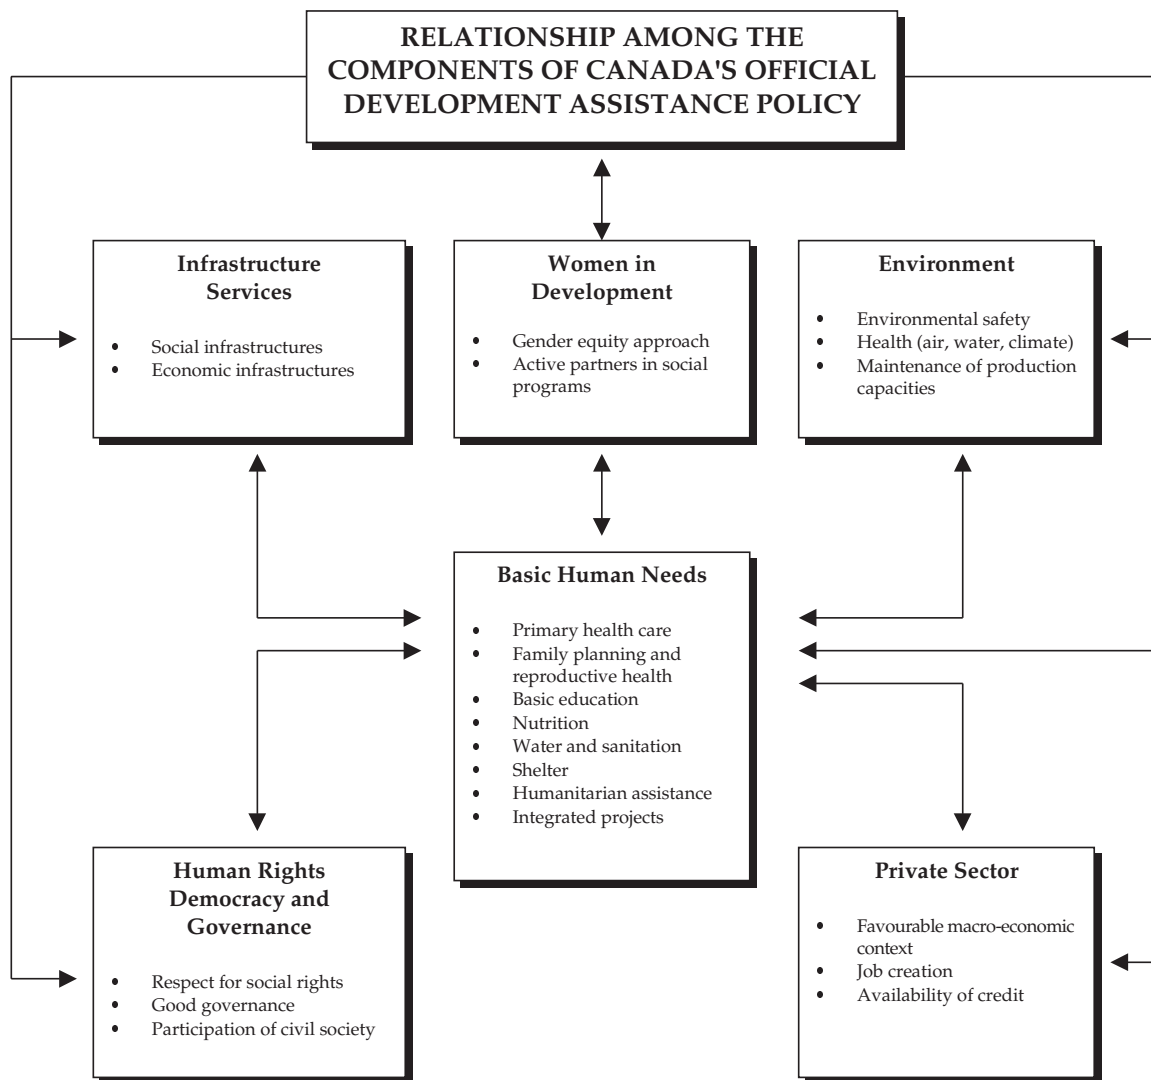 RELATIONSHIP AMONG THE
COMPONENTS OF CANADA'S OFFICIAL
DEVELOPMENT ASSISTANCE POLICY
Infrastructure
Services
• Social infrastructures
• Economic infrastructures
Women in
Development
• Gender equity approach
• Active partners in social
programs
Environment
• Environmental safety
• Health (air, water, climate)
• Maintenance of production
capacities
Basic Human Needs
• Primary health care
• Family planning and
reproductive health
• Basic education
• Nutrition
• Water and sanitation
• Shelter
• Humanitarian assistance
• Integrated projects
Human Rights
Democracy and
Governance
• Respect for social rights
• Good governance
• Participation of civil society
Private Sector
• Favourable macro-economic
context
• Job creation
• Availability of credit